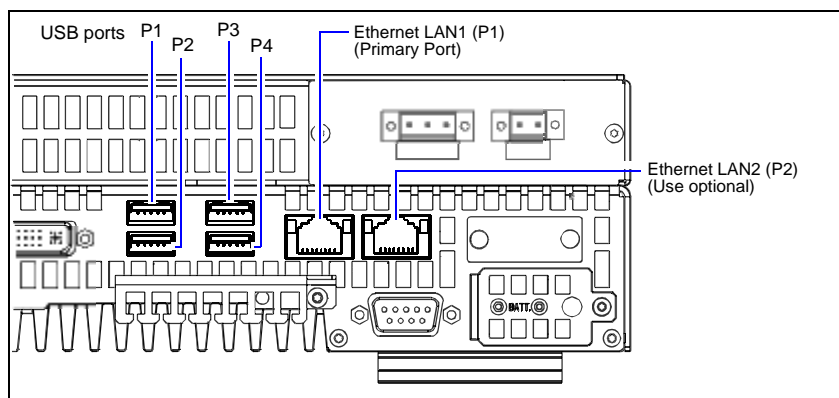 USB ports P1 P3
P2
P4
Ethernet LAN1 (P1)
(Primary Port)
Ethernet LAN2 (P2)
(Use optional)
BATT.